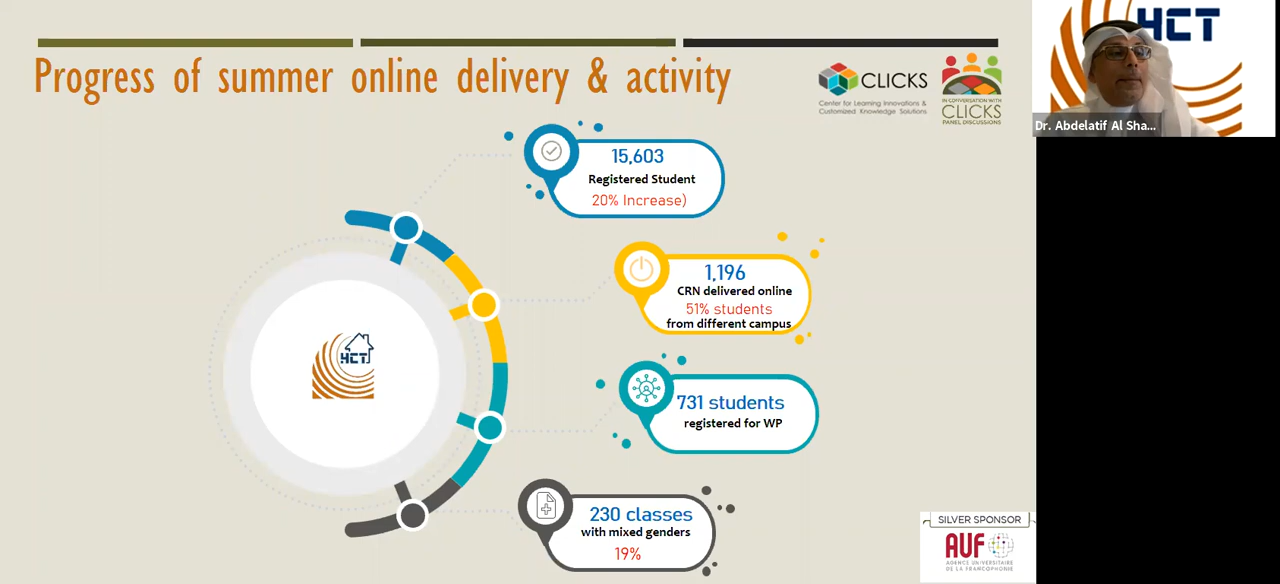 Progress of summer online delivery & activity
CLICKS
Center for Learning Innovations &
Customized Knowledge Solutions
IN CONVERSATION WITH
CLICKS
PANEL DISCUSSIONS
HCT
Dr. Abdelatif Al Sha...
15,603
Registered Student
20% Increase)
1,196
CRN delivered online
51% students
from different campus
HCT
731 students
registered for WP
230 classes
with mixed genders
19%
SILVER SPONSOR
AUF
AGENCE UNIVERSITAIRE
DE LA FRANCOPHONIE